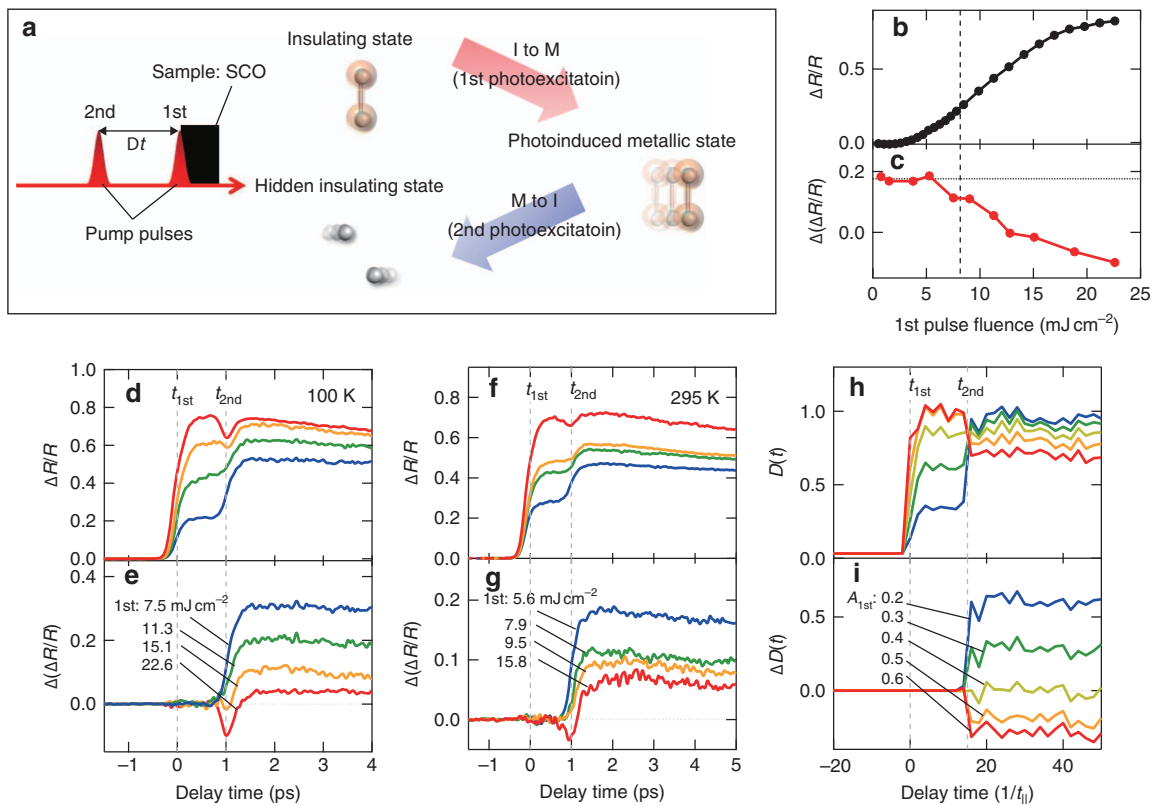 a
Insulating state
I to M
(1st photoexcitatoin)
Sample: SCO
2nd
1st
Dt
Photoinduced metallic state
Hidden insulating state
M to I
(2nd photoexcitatoin)
Pump pulses
b
ΔR/R
0.5
0.0
c
Δ(ΔR/R)
0.2
0.0
0 5 10 15 20 25
1st pulse fluence (mJ cm−2)
d
t1st
t2nd
100 K
ΔR/R
1.0
0.8
0.6
0.4
0.2
0.0
e
Δ(ΔR/R)
0.4
0.2
0.0
1st: 7.5 mJ cm−2
11.3
15.1
22.6
−1 0 1 2 3 4
Delay time (ps)
f
t1st
t2nd
295 K
ΔR/R
0.8
0.6
0.4
0.2
0.0
g
Δ(ΔR/R)
0.2
0.1
0.0
1st: 5.6 mJ cm−2
7.9
9.5
15.8
−1 0 1 2 3 4 5
Delay time (ps)
h
t1st
t2nd
D(t)
1.0
0.5
0.0
i
ΔD(t)
0.5
0.0
A1st: 0.2
0.3
0.4
0.5
0.6
−20 0 20 40
Delay time (1/t||)